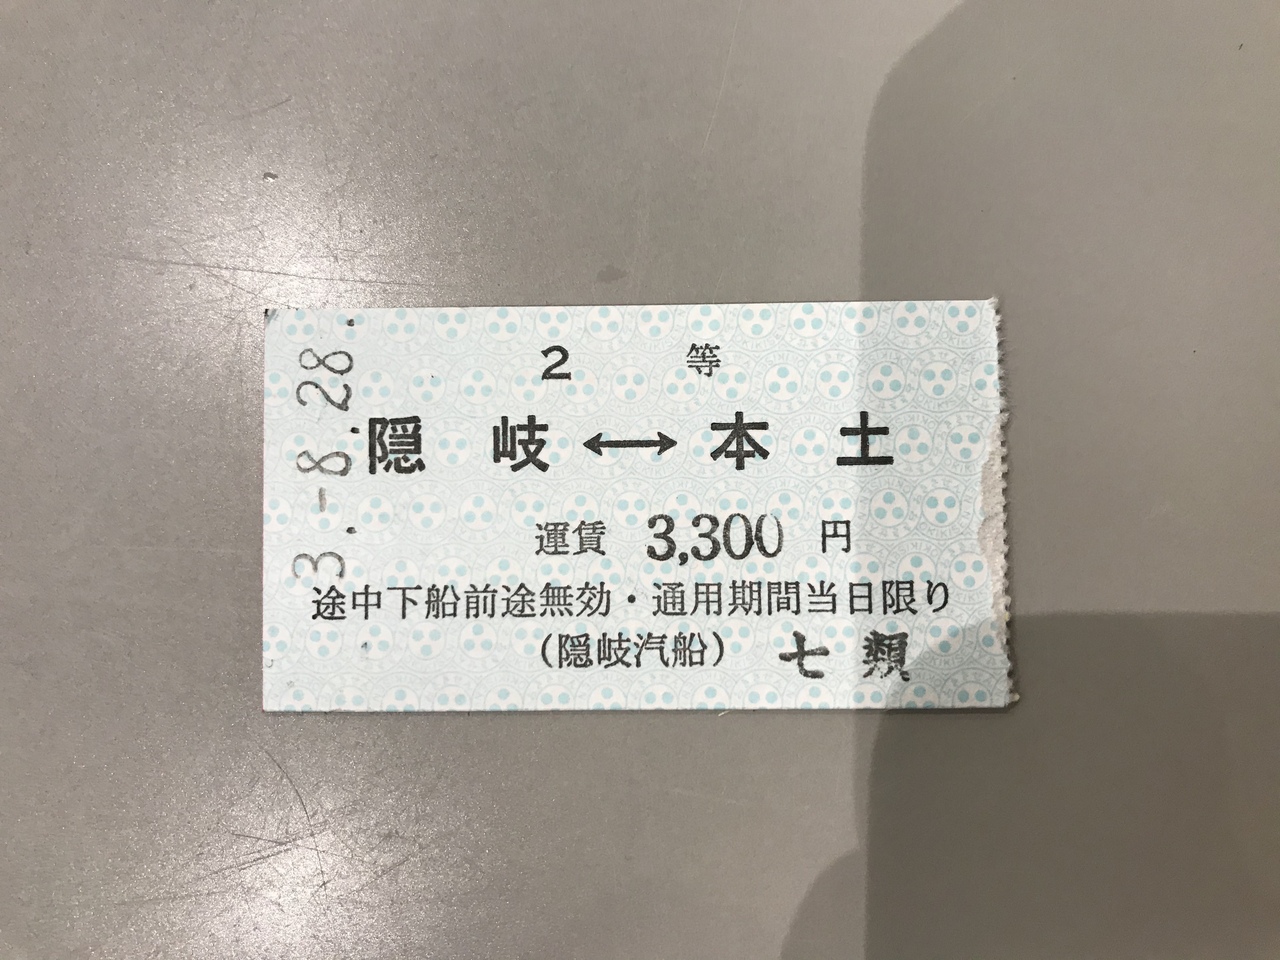 2 等
隠岐↔本土
運賃 3,300 円
途中下船前途無効・通用期間当日限り
(隠岐汽船) 七類
3.-8.28.